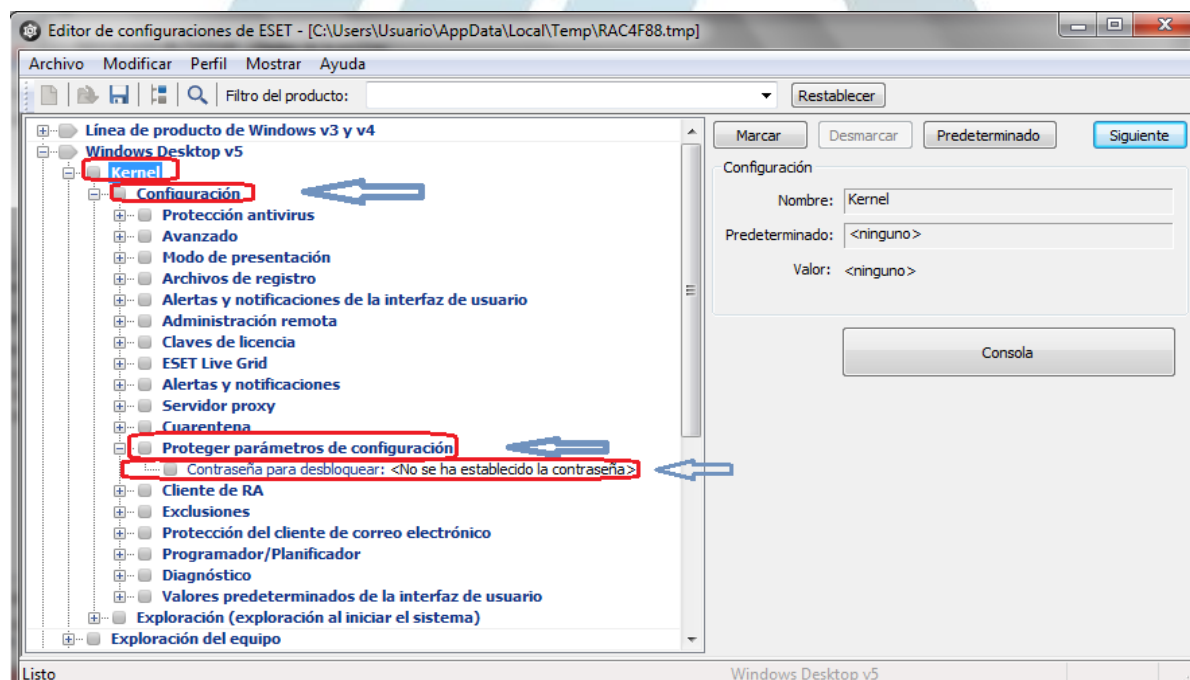 Editor de configuraciones de ESET - [C:\Users\Usuario\AppData\Local\Temp\RAC4F88.tmp]
Archivo Modificar Perfil Mostrar Ayuda
Filtro del producto:
Restablecer
Línea de producto de Windows v3 y v4
Windows Desktop v5
Kernel
Configuración
Protección antivirus
Avanzado
Modo de presentación
Archivos de registro
Alertas y notificaciones de la interfaz de usuario
Administración remota
Claves de licencia
ESET Live Grid
Alertas y notificaciones
Servidor proxy
Cuarentena
Proteger parámetros de configuración
Contraseña para desbloquear: <No se ha establecido la contraseña>
Cliente de RA
Exclusiones
Protección del cliente de correo electrónico
Programador/Planificador
Diagnóstico
Valores predeterminados de la interfaz de usuario
Exploración (exploración al iniciar el sistema)
Exploración del equipo
Marcar Desmarcar Predeterminado Siguiente
Configuración
Nombre: Kernel
Predeterminado: <ninguno>
Valor: <ninguno>
Consola
Listo
Windows Desktop v5